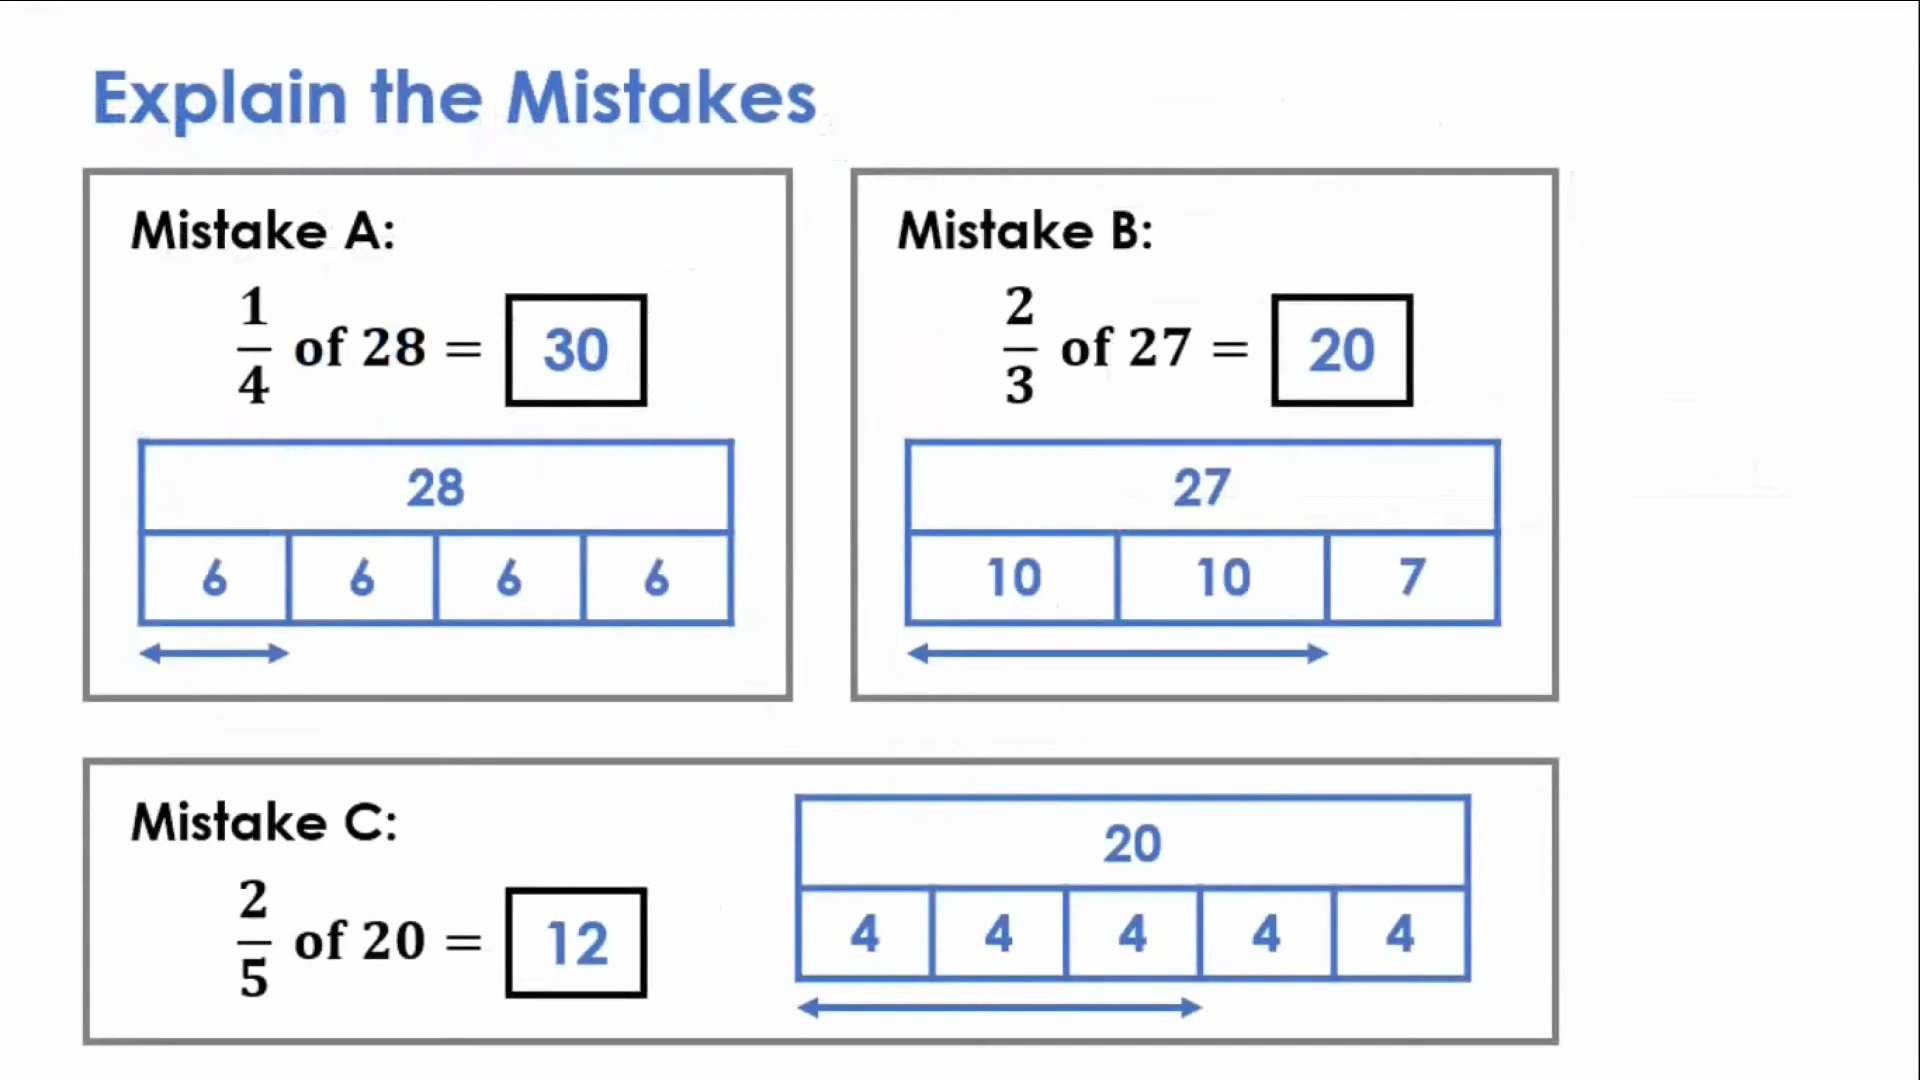 Explain the Mistakes
Mistake A:
1/4 of 28 = 30
28
6 6 6 6
Mistake B:
2/3 of 27 = 20
27
10 10 7
Mistake C:
2/5 of 20 = 12
20
4 4 4 4 4